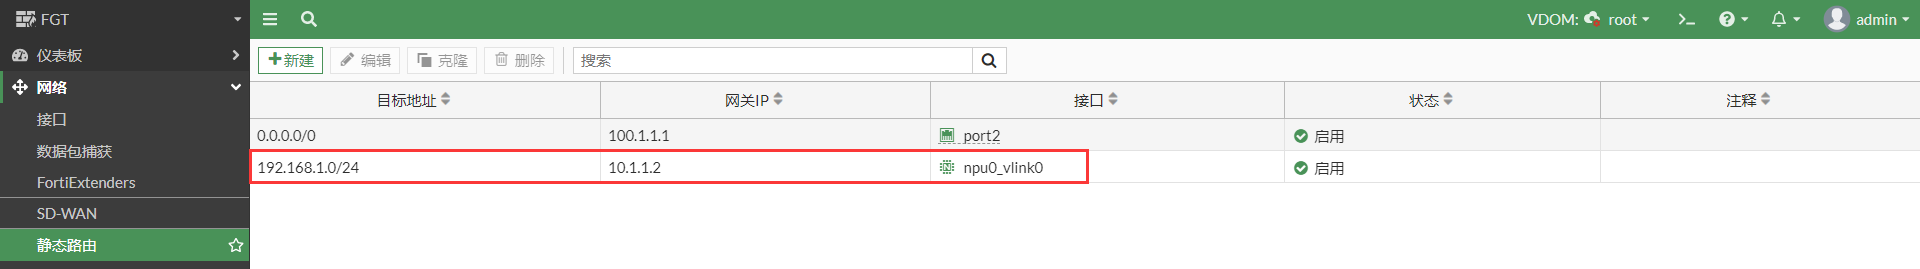 FGT
VDOM: root
admin
仪表板
网络
接口
数据包捕获
FortiExtenders
SD-WAN
静态路由
新建 编辑 克隆 删除 搜索
目标地址 网关IP 接口 状态 注释
0.0.0.0/0 100.1.1.1 port2 启用
192.168.1.0/24 10.1.1.2 npu0_vlink0 启用